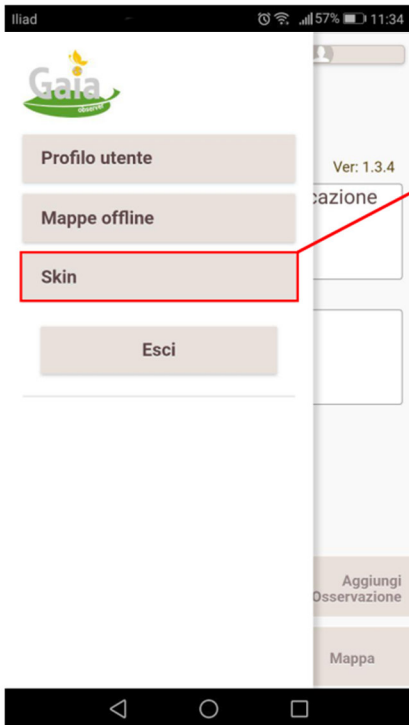 Iliad
57% 11:34
Gaia
observer
Profilo utente
Ver: 1.3.4
Mappe offline
cazione
Skin
Esci
Aggiungi
Osservazione
Mappa